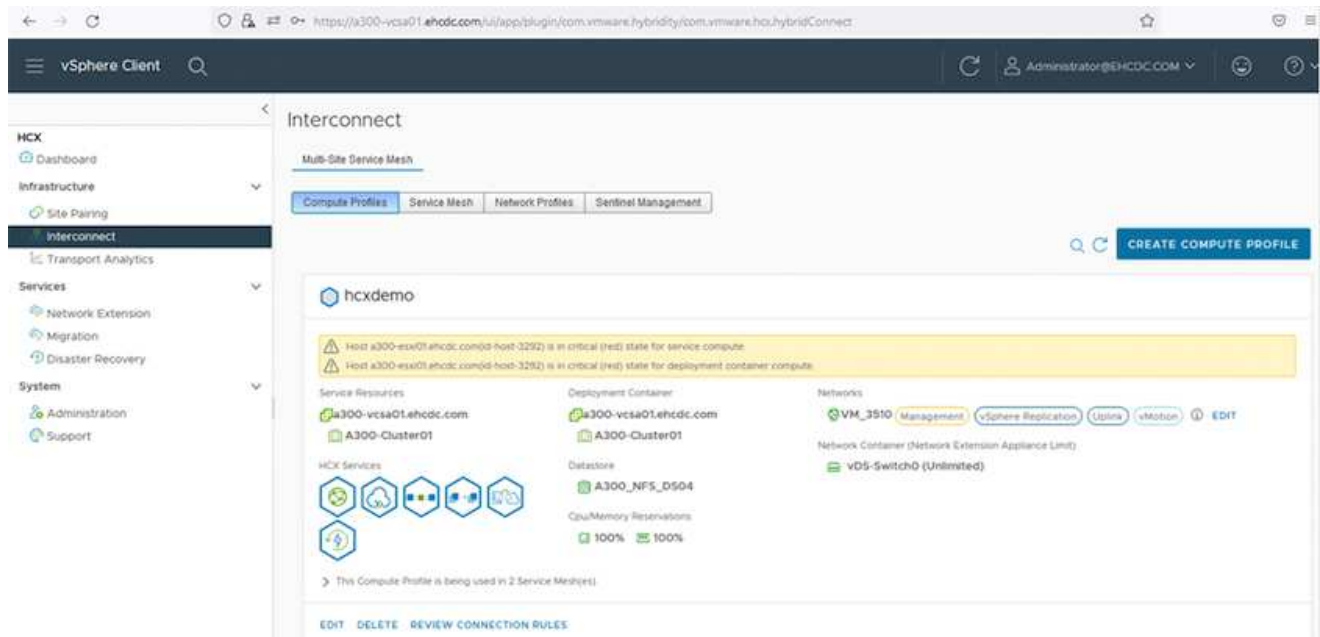 https://a300-vcsa01.ehcdc.com/ui/app/plugin/com.vmware.hybridity/com.vmware.hcx.hybridConnect
vSphere Client
Administrator@EHCDC.COM
HCX
Dashboard
Infrastructure
Site Pairing
Interconnect
Transport Analytics
Services
Network Extension
Migration
Disaster Recovery
System
Administration
Support
Interconnect
Multi-Site Service Mesh
Compute Profiles Service Mesh Network Profiles Sentinel Management
CREATE COMPUTE PROFILE
hcxdemo
Host a300-esxi01.ehcdc.com(id-host-3292) is in critical (red) state for service compute.
Host a300-esxi01.ehcdc.com(id-host-3292) is in critical (red) state for deployment container compute.
Service Resources
a300-vcsa01.ehcdc.com
A300-Cluster01
HCX Services
Deployment Container
a300-vcsa01.ehcdc.com
A300-Cluster01
Datastore
A300_NFS_DS04
Cpu/Memory Reservations
100% 100%
Networks
VM_3510 Management vSphere Replication Uplink vMotion EDIT
Network Container (Network Extension Appliance Limit)
vDS-Switch0 (Unlimited)
This Compute Profile is being used in 2 Service Mesh(es).
EDIT DELETE REVIEW CONNECTION RULES